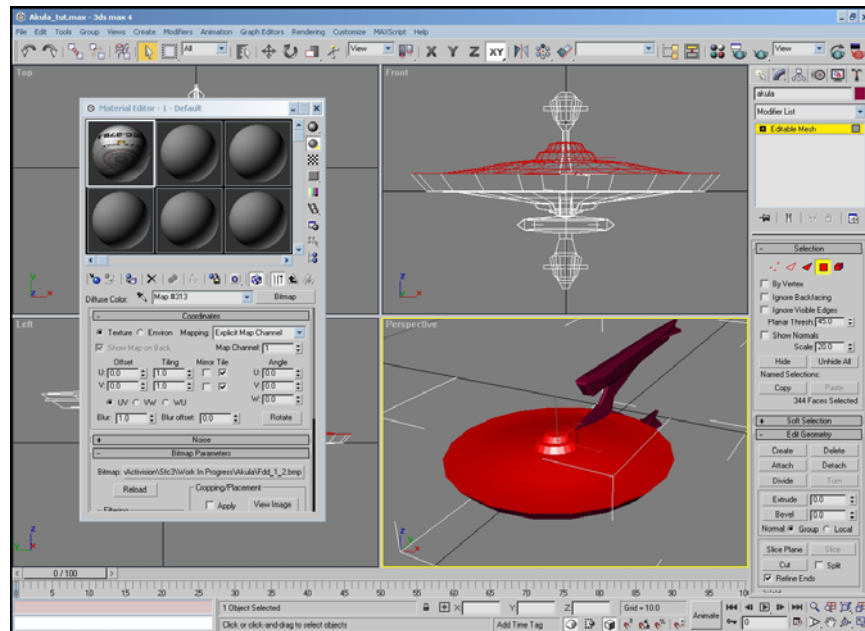 Akula_tut.max - 3ds max 4
File Edit Tools Group Views Create Modifiers Animation Graph Editors Rendering Customize MAXScript Help
All View X Y Z XY View
Top Front
Material Editor - 1 - Default
akula
Modifier List
Editable Mesh
Diffuse Color: Map #313 Bitmap
Coordinates
Texture Environ Mapping: Explicit Map Channel
Show Map on Back Map Channel: 1
Offset Tiling Mirror Tile Angle
U: 0.0 1.0 U: 0.0
V: 0.0 1.0 V: 0.0
UV VW WU W: 0.0
Blur: 1.0 Blur offset: 0.0 Rotate
Noise
Bitmap Parameters
Bitmap: \Activision\Sfc3\Work In Progress\Akula\Fdd_1_2.bmp
Reload Cropping/Placement
Apply View Image
Filtering
Left Perspective
Selection
By Vertex
Ignore Backfacing
Ignore Visible Edges
Planar Thresh: 45.0
Show Normals
Scale: 20.0
Hide Unhide All
Named Selections:
Copy Paste
344 Faces Selected
Soft Selection
Edit Geometry
Create Delete
Attach Detach
Divide Turn
Extrude 0.0
Bevel 0.0
Normal: Group Local
Slice Plane Slice
Cut Split
Refine Ends
0 / 100
0 5 10 15 20 25 30 35 40 45 50 55 60 65 70 75 80 85 90 95 100
1 Object Selected X: Y: Z: Grid = 10.0 Animate
Click or click-and-drag to select objects Add Time Tag 0